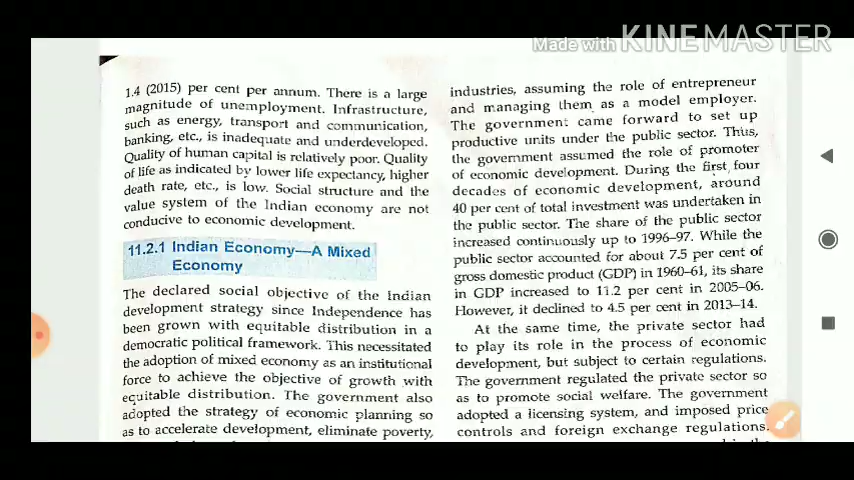 Made with KINEMASTER
1.4 (2015) per cent per annum. There is a large
magnitude of unemployment. Infrastructure,
such as energy, transport and communication,
banking, etc., is inadequate and underdeveloped.
Quality of human capital is relatively poor. Quality
of life as indicated by lower life expectancy, higher
death rate, etc., is low. Social structure and the
value system of the Indian economy are not
conducive to economic development.
11.2.1 Indian Economy—A Mixed
Economy
The declared social objective of the Indian
development strategy since Independence has
been grown with equitable distribution in a
democratic political framework. This necessitated
the adoption of mixed economy as an institutional
force to achieve the objective of growth with
equitable distribution. The government also
adopted the strategy of economic planning so
as to accelerate development, eliminate poverty,
industries, assuming the role of entrepreneur
and managing them as a model employer.
The government came forward to set up
productive units under the public sector. Thus,
the government assumed the role of promoter
of economic development. During the first four
decades of economic development, around
40 per cent of total investment was undertaken in
the public sector. The share of the public sector
increased continuously up to 1996–97. While the
public sector accounted for about 7.5 per cent of
gross domestic product (GDP) in 1960–61, its share
in GDP increased to 11.2 per cent in 2005–06.
However, it declined to 4.5 per cent in 2013–14.
At the same time, the private sector had
to play its role in the process of economic
development, but subject to certain regulations.
The government regulated the private sector so
as to promote social welfare. The government
adopted a licensing system, and imposed price
controls and foreign exchange regulations.